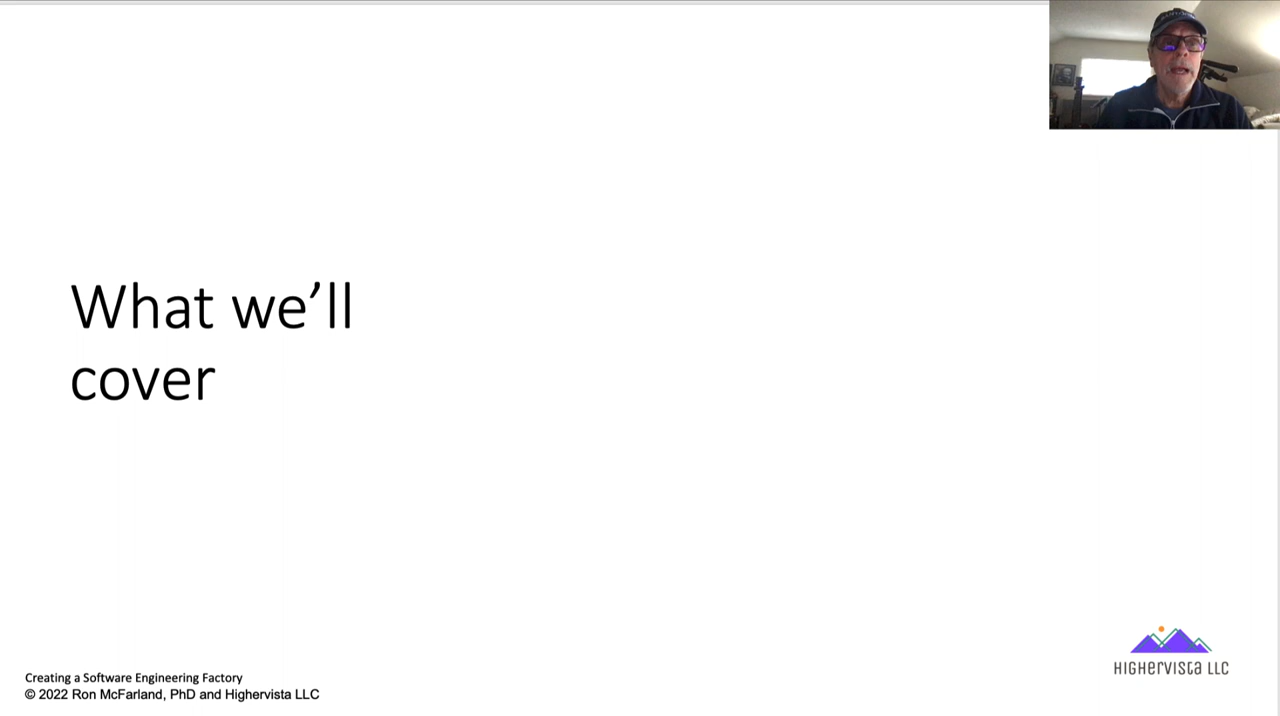 What we’ll
cover
HIGHERVISTA LLC
Creating a Software Engineering Factory
© 2022 Ron McFarland, PhD and Highervista LLC